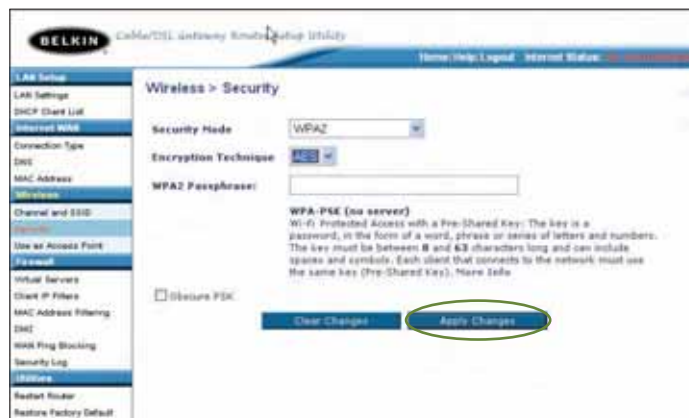 BELKIN
Cable/DSL Gateway Router Setup Utility
Home|Help|Logout Internet Status:
LAN Setup
LAN Settings
DHCP Client List
Internet WAN
Connection Type
DNS
MAC Address
Wireless
Channel and SSID
Security
Use as Access Point
Firewall
Virtual Servers
Client IP Filters
MAC Address Filtering
DMZ
WAN Ping Blocking
Security Log
Utilities
Restart Router
Restore Factory Default
Wireless > Security
Security Mode WPA2
Encryption Technique AES
WPA2 Passphrase:
WPA-PSK (no server)
Wi-Fi Protected Access with a Pre-Shared Key: The key is a
password, in the form of a word, phrase or series of letters and numbers.
The key must be between 8 and 63 characters long and can include
spaces and symbols. Each client that connects to the network must use
the same key (Pre-Shared Key). More Info
Obscure PSK
Clear Changes Apply Changes